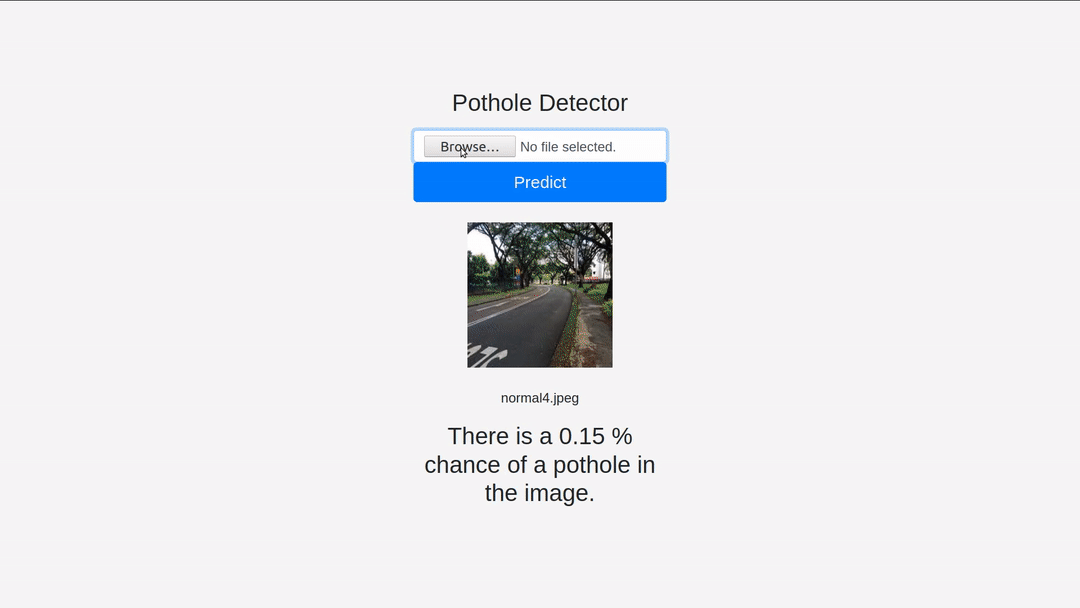 Pothole Detector
Browse... No file selected.
Predict
normal4.jpeg
There is a 0.15 %
chance of a pothole in
the image.